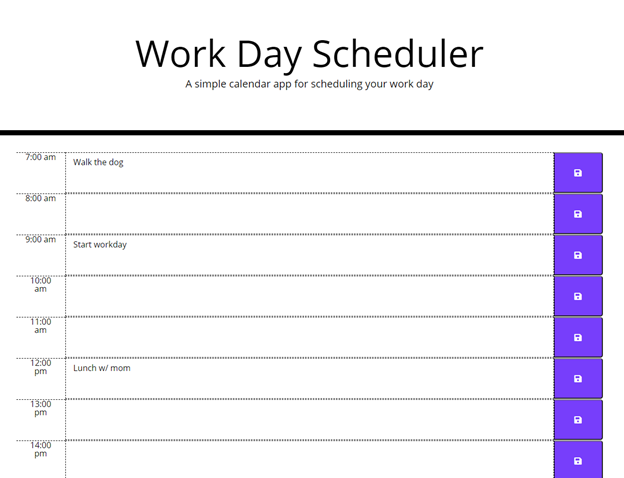 Work Day Scheduler
A simple calendar app for scheduling your work day
7:00 am
Walk the dog
8:00 am
9:00 am
Start workday
10:00
am
11:00
am
12:00
pm
Lunch w/ mom
13:00
pm
14:00
pm